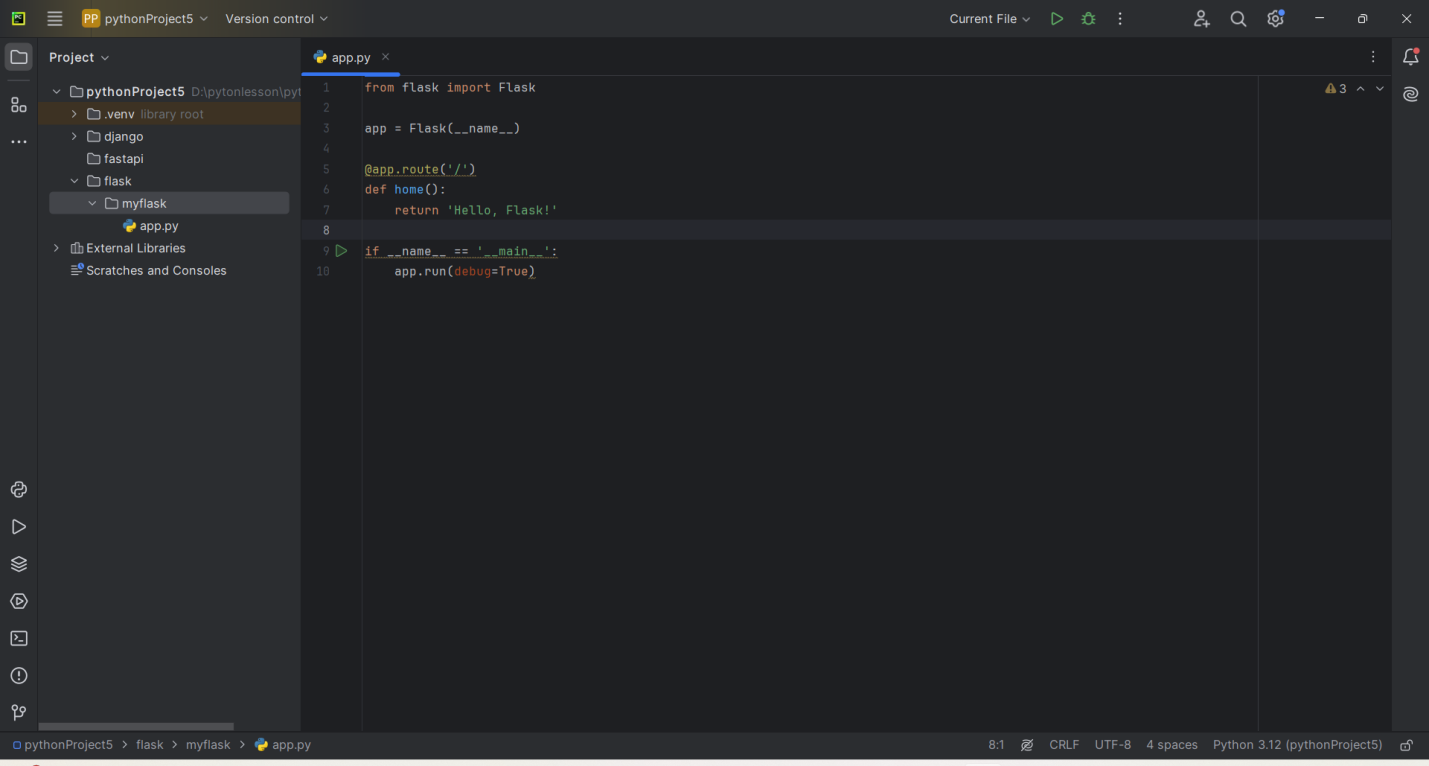 PC
PP pythonProject5 Version control Current File
Project
app.py
pythonProject5 D:\pytonlesson\pyt
.venv library root
django
fastapi
flask
myflask
app.py
External Libraries
Scratches and Consoles
1 from flask import Flask
2
3 app = Flask(__name__)
4
5 @app.route('/')
6 def home():
7 return 'Hello, Flask!'
8
9 if __name__ == '__main__':
10 app.run(debug=True)
3
pythonProject5 > flask > myflask > app.py 8:1 CRLF UTF-8 4 spaces Python 3.12 (pythonProject5)